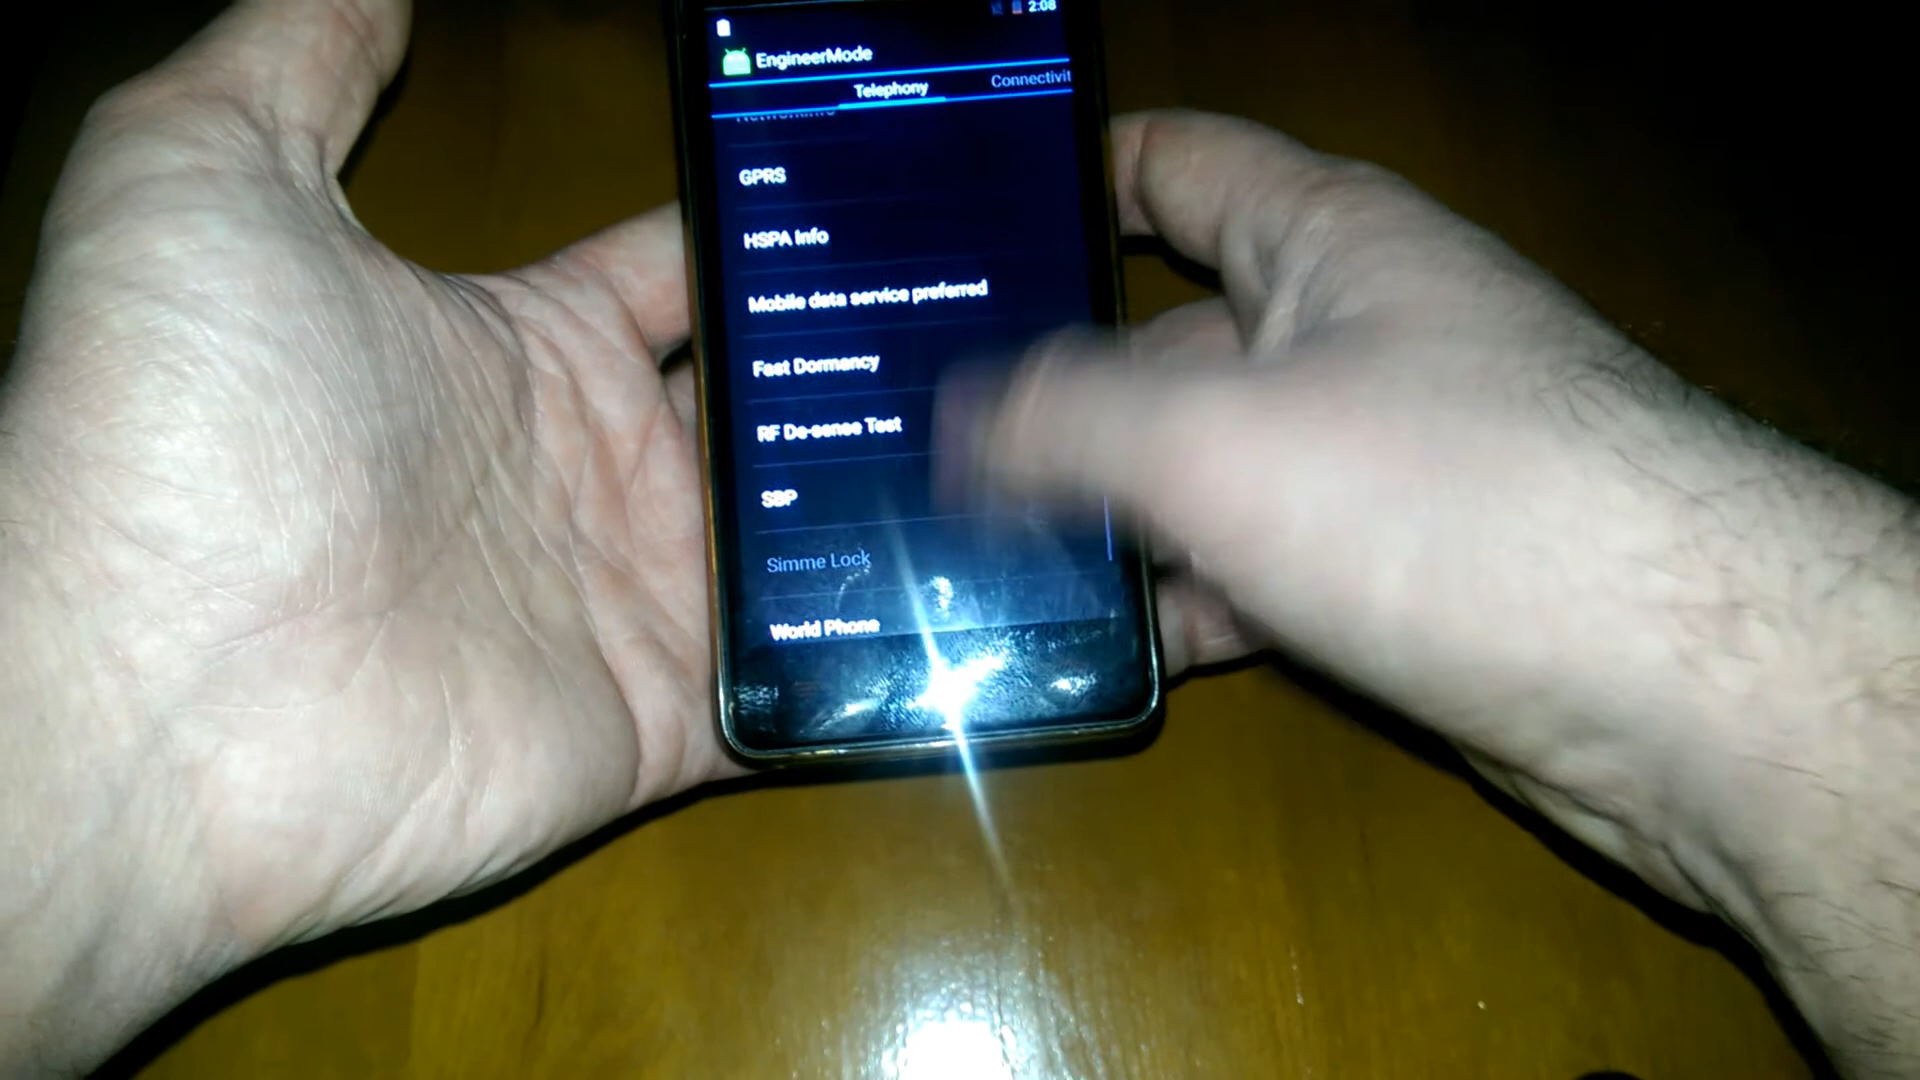 2:08
EngineerMode
Telephony Connectivit
GPRS
HSPA Info
Mobile data service preferred
Fast Dormancy
RF De-sense Test
SBP
Simme Lock
World Phone